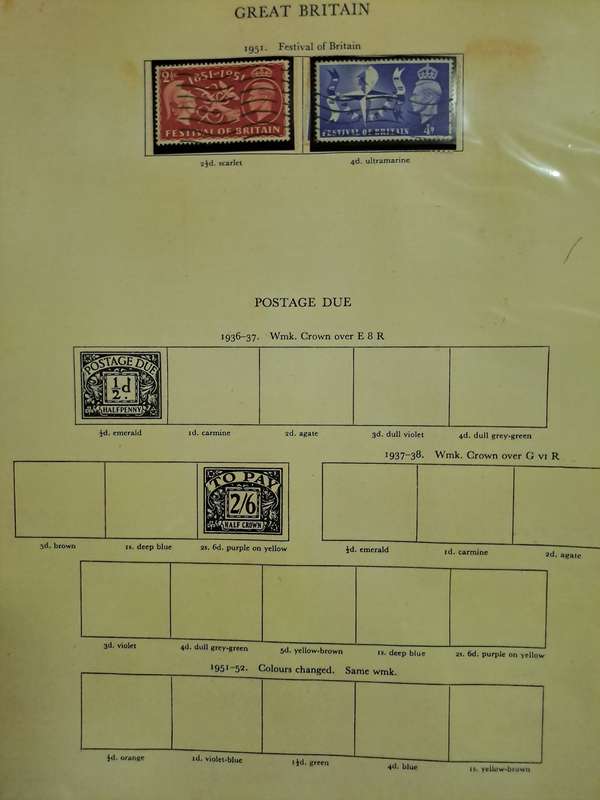 GREAT BRITAIN
1951. Festival of Britain
2½
1851-1951
FESTIVAL OF BRITAIN
FESTIVAL OF BRITAIN
4D
2½d. scarlet 4d. ultramarine
POSTAGE DUE
1936-37. Wmk. Crown over E 8 R
POSTAGE DUE
½d.
HALFPENNY
½d. emerald 1d. carmine 2d. agate 3d. dull violet 4d. dull grey-green
1937-38. Wmk. Crown over G VI R
TO PAY
2/6
HALF CROWN
5d. brown 1s. deep blue 2s. 6d. purple on yellow ½d. emerald 1d. carmine 2d. agate
3d. violet 4d. dull grey-green 5d. yellow-brown 1s. deep blue 2s. 6d. purple on yellow
1951-52. Colours changed. Same wmk.
½d. orange 1d. violet-blue 1½d. green 4d. blue 1s. yellow-brown